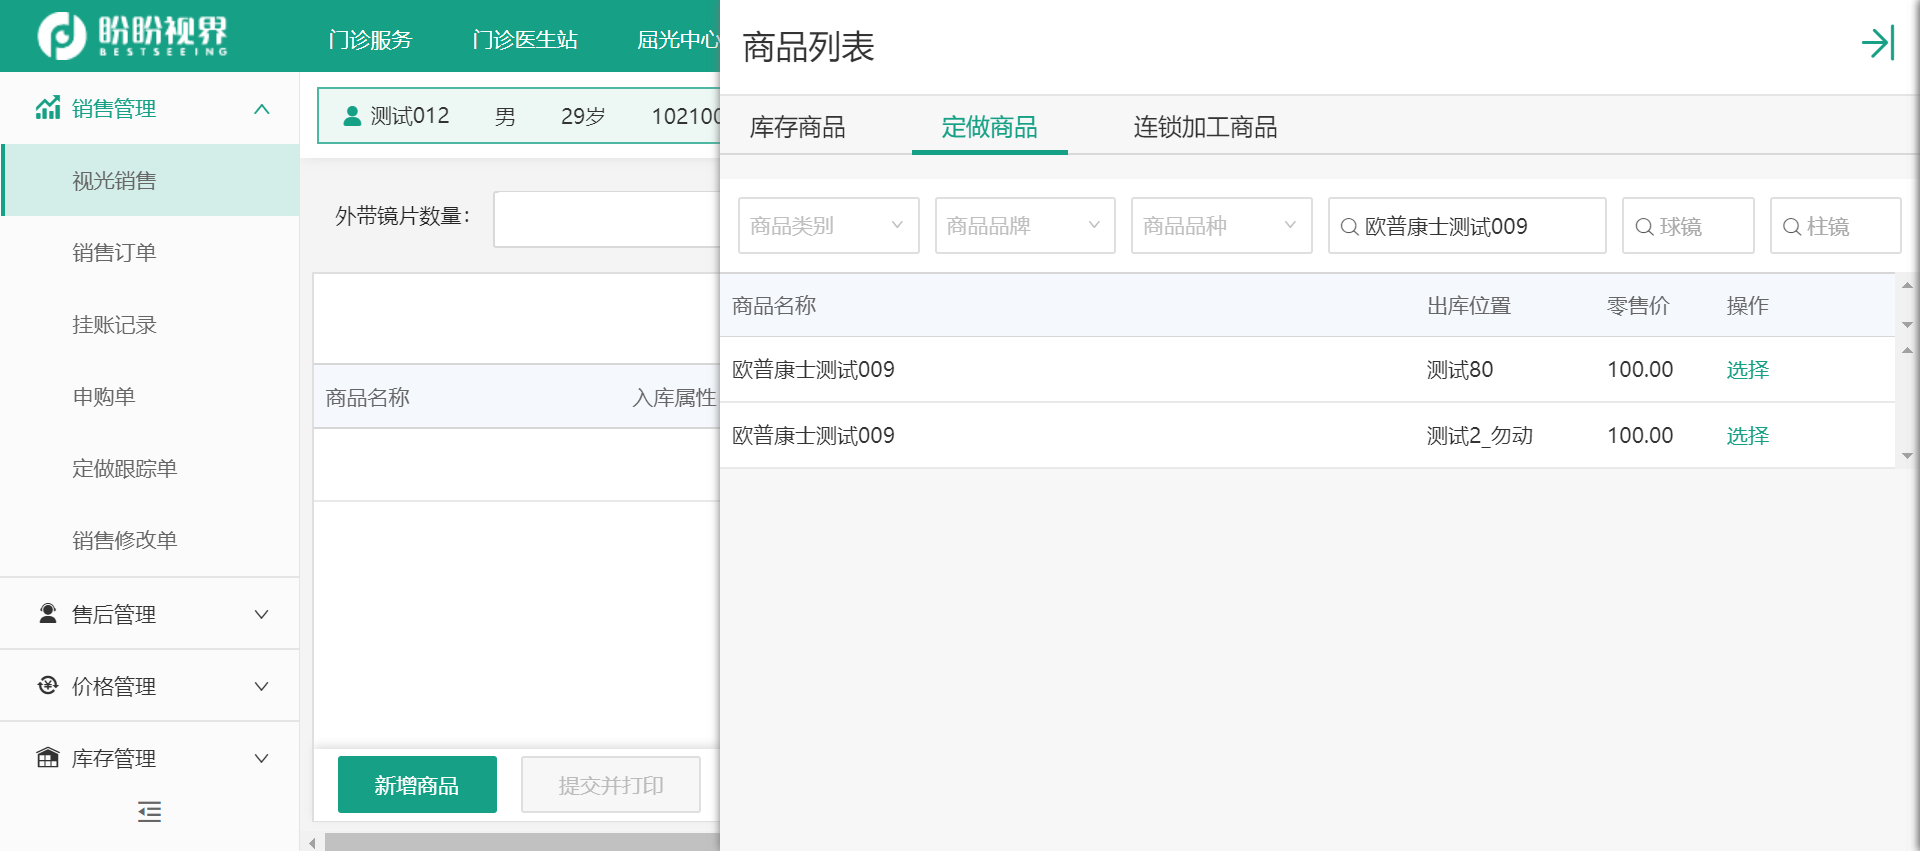 盼盼视界
BESTSEEING
门诊服务
门诊医生站
屈光中心
销售管理
视光销售
销售订单
挂账记录
申购单
定做跟踪单
销售修改单
售后管理
价格管理
库存管理
测试012 男 29岁 102100
外带镜片数量：
商品名称 入库属性
新增商品 提交并打印
商品列表
库存商品 定做商品 连锁加工商品
商品类别 商品品牌 商品品种 欧普康士测试009 球镜 柱镜
商品名称 出库位置 零售价 操作
欧普康士测试009 测试80 100.00 选择
欧普康士测试009 测试2_勿动 100.00 选择